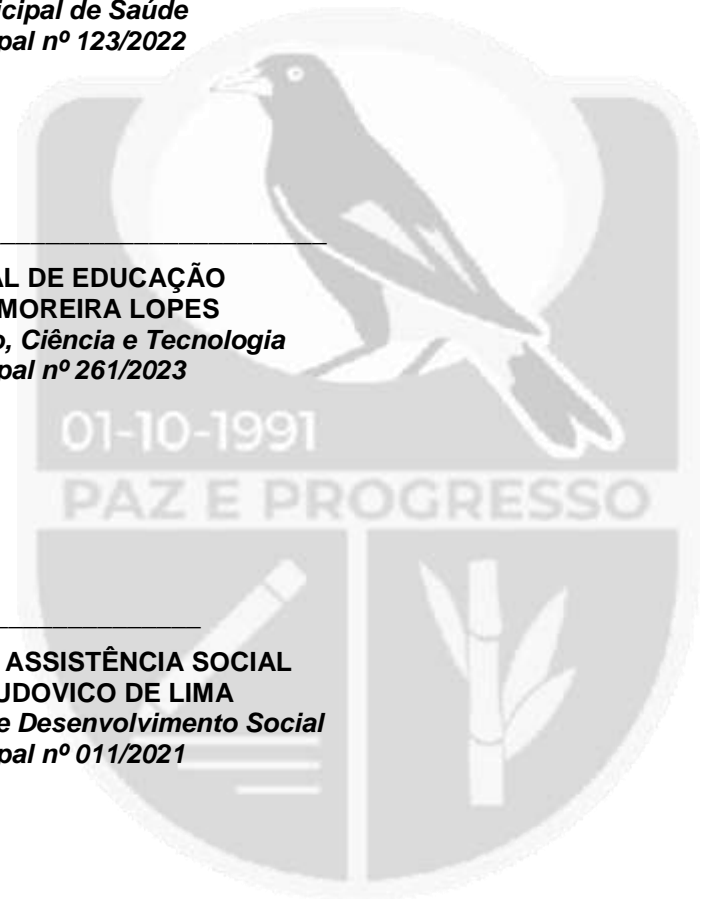 icipal de Saúde
pal nº 123/2022
AL DE EDUCAÇÃO
MOREIRA LOPES
o, Ciência e Tecnologia
pal nº 261/2023
01-10-1991
PAZ E PROGRESSO
ASSISTÊNCIA SOCIAL
UDOVICO DE LIMA
e Desenvolvimento Social
pal nº 011/2021